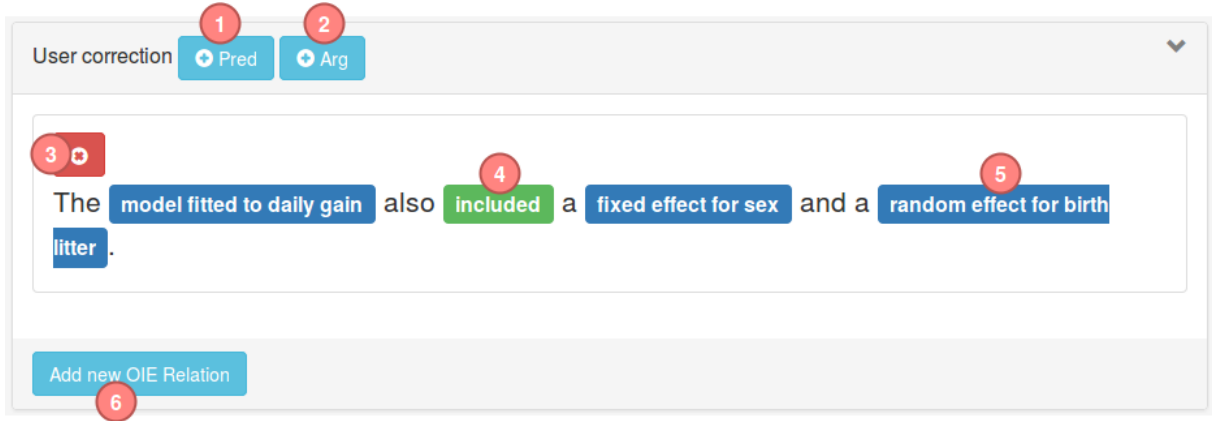 1 2
User correction Pred Arg
3
4 5
The model fitted to daily gain also included a fixed effect for sex and a random effect for birth
litter .
Add new OIE Relation
6